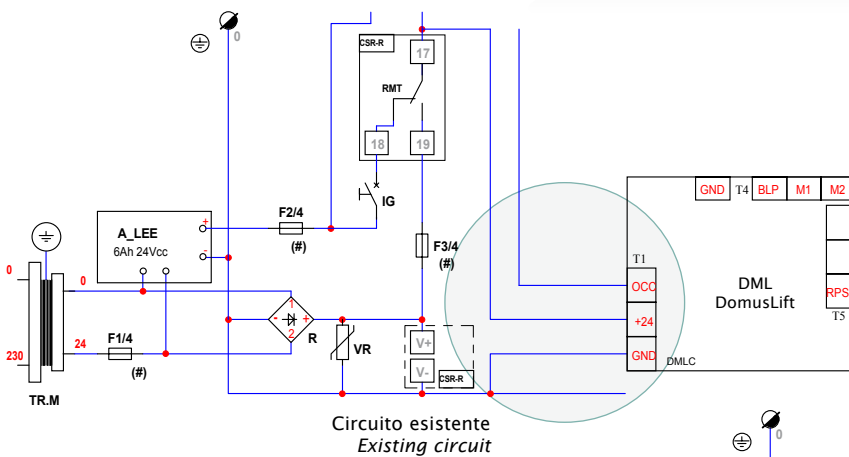 0
CSR-R
17
RMT
18
19
GND
T4
BLP
M1
M2
A_LEE
6Ah 24Vcc
+
-
F2/4
(#)
IG
F3/4
(#)
T1
DML
DomusLift
OCC
RPS
T5
0
0
1
-
+
2
R
+24
24
F1/4
(#)
VR
V+
V-
CSR-R
GND
DMLC
230
TR.M
Circuito esistente
Existing circuit
0